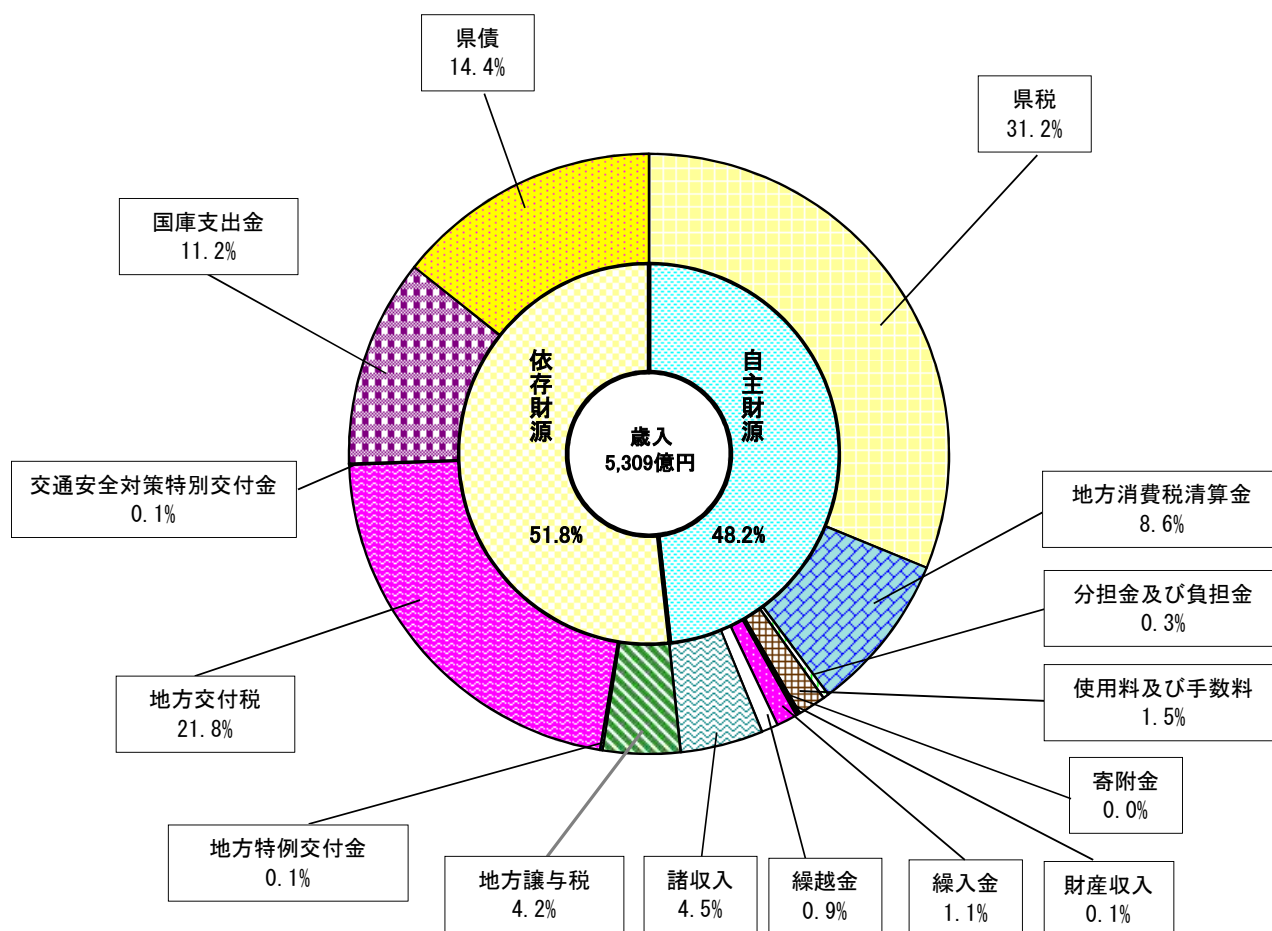 県債
14.4%
県税
31.2%
国庫支出金
11.2%
依存財源
自主財源
歳入
5,309億円
交通安全対策特別交付金
0.1%
地方消費税清算金
8.6%
51.8%
48.2%
分担金及び負担金
0.3%
地方交付税
21.8%
使用料及び手数料
1.5%
寄附金
0.0%
地方特例交付金
0.1%
地方譲与税
4.2%
諸収入
4.5%
繰越金
0.9%
繰入金
1.1%
財産収入
0.1%